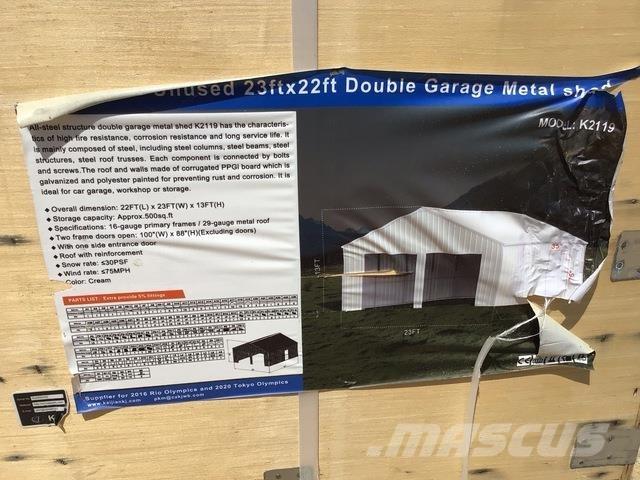 Unused 23ftx22ft Double Garage Metal shed
MODEL: K2119
All-steel structure double garage metal shed K2119 has the characteris-
tics of high fire resistance, corrosion resistance and long service life. It
is mainly composed of steel, including steel columns, steel beams, steel
structures, steel roof trusses. Each component is connected by bolts
and screws.The roof and walls made of corrugated PPGI board which is
galvanized and polyester painted for preventing rust and corrosion. It is
ideal for car garage, workshop or storage.
◆ Overall dimension: 22FT(L) x 23FT(W) x 13FT(H)
◆ Storage capacity: Approx.500sq.ft
◆ Specifications: 16-gauge primary frames / 29-gauge metal roof
◆ Two frame doors open: 100"(W) x 88"(H)(Excluding doors)
◆ With one side entrance door
◆ Roof with reinforcement
◆ Snow rate: ≤30PSF
◆ Wind rate: ≤75MPH
Color: Cream
13FT
23FT
PARTS LIST: Extra provide 5% fittings
Supplier for 2016 Rio Olympics and 2020 Tokyo Olympics
MASCUS